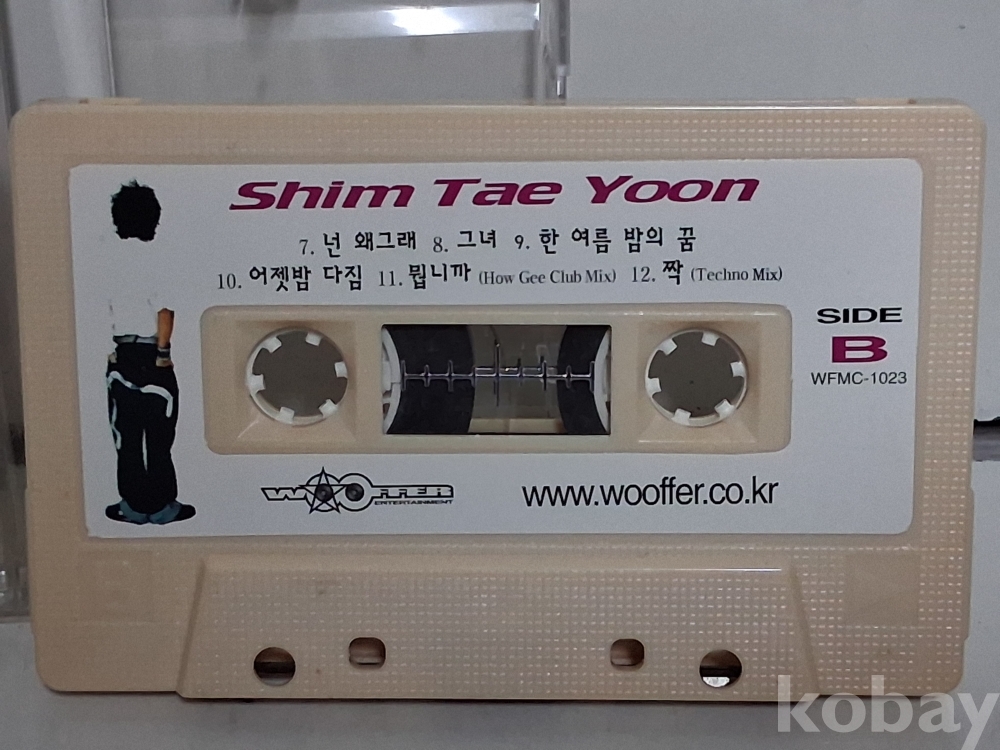 Shim Tae Yoon
7. 넌 왜그래 8. 그녀 9. 한 여름 밤의 꿈
10. 어젯밤 다짐 11. 뭡니까 (How Gee Club Mix) 12. 짝 (Techno Mix)
SIDE
B
WFMC-1023
WOOFFER
ENTERTAINMENT
www.wooffer.co.kr
kobay